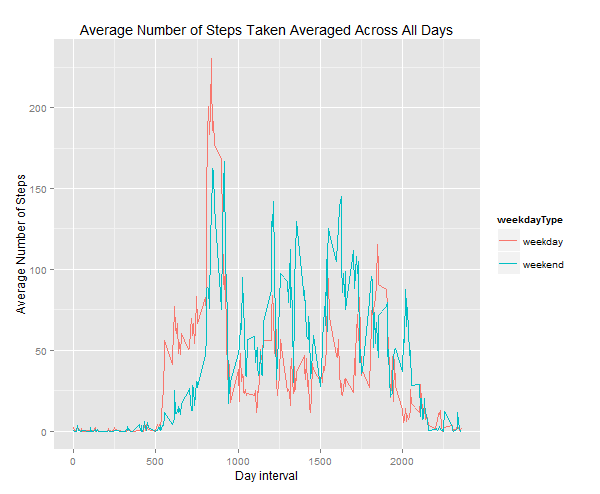 Average Number of Steps Taken Averaged Across All Days
Average Number of Steps
200
150
100
50
0
0 500 1000 1500 2000
Day interval
weekdayType
weekday
weekend